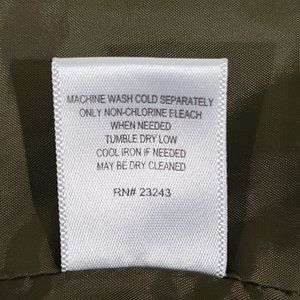 MACHINE WASH COLD SEPARATELY
ONLY NON-CHLORINE BLEACH
WHEN NEEDED
TUMBLE DRY LOW
COOL IRON IF NEEDED
MAY BE DRY CLEANED
RN# 23243